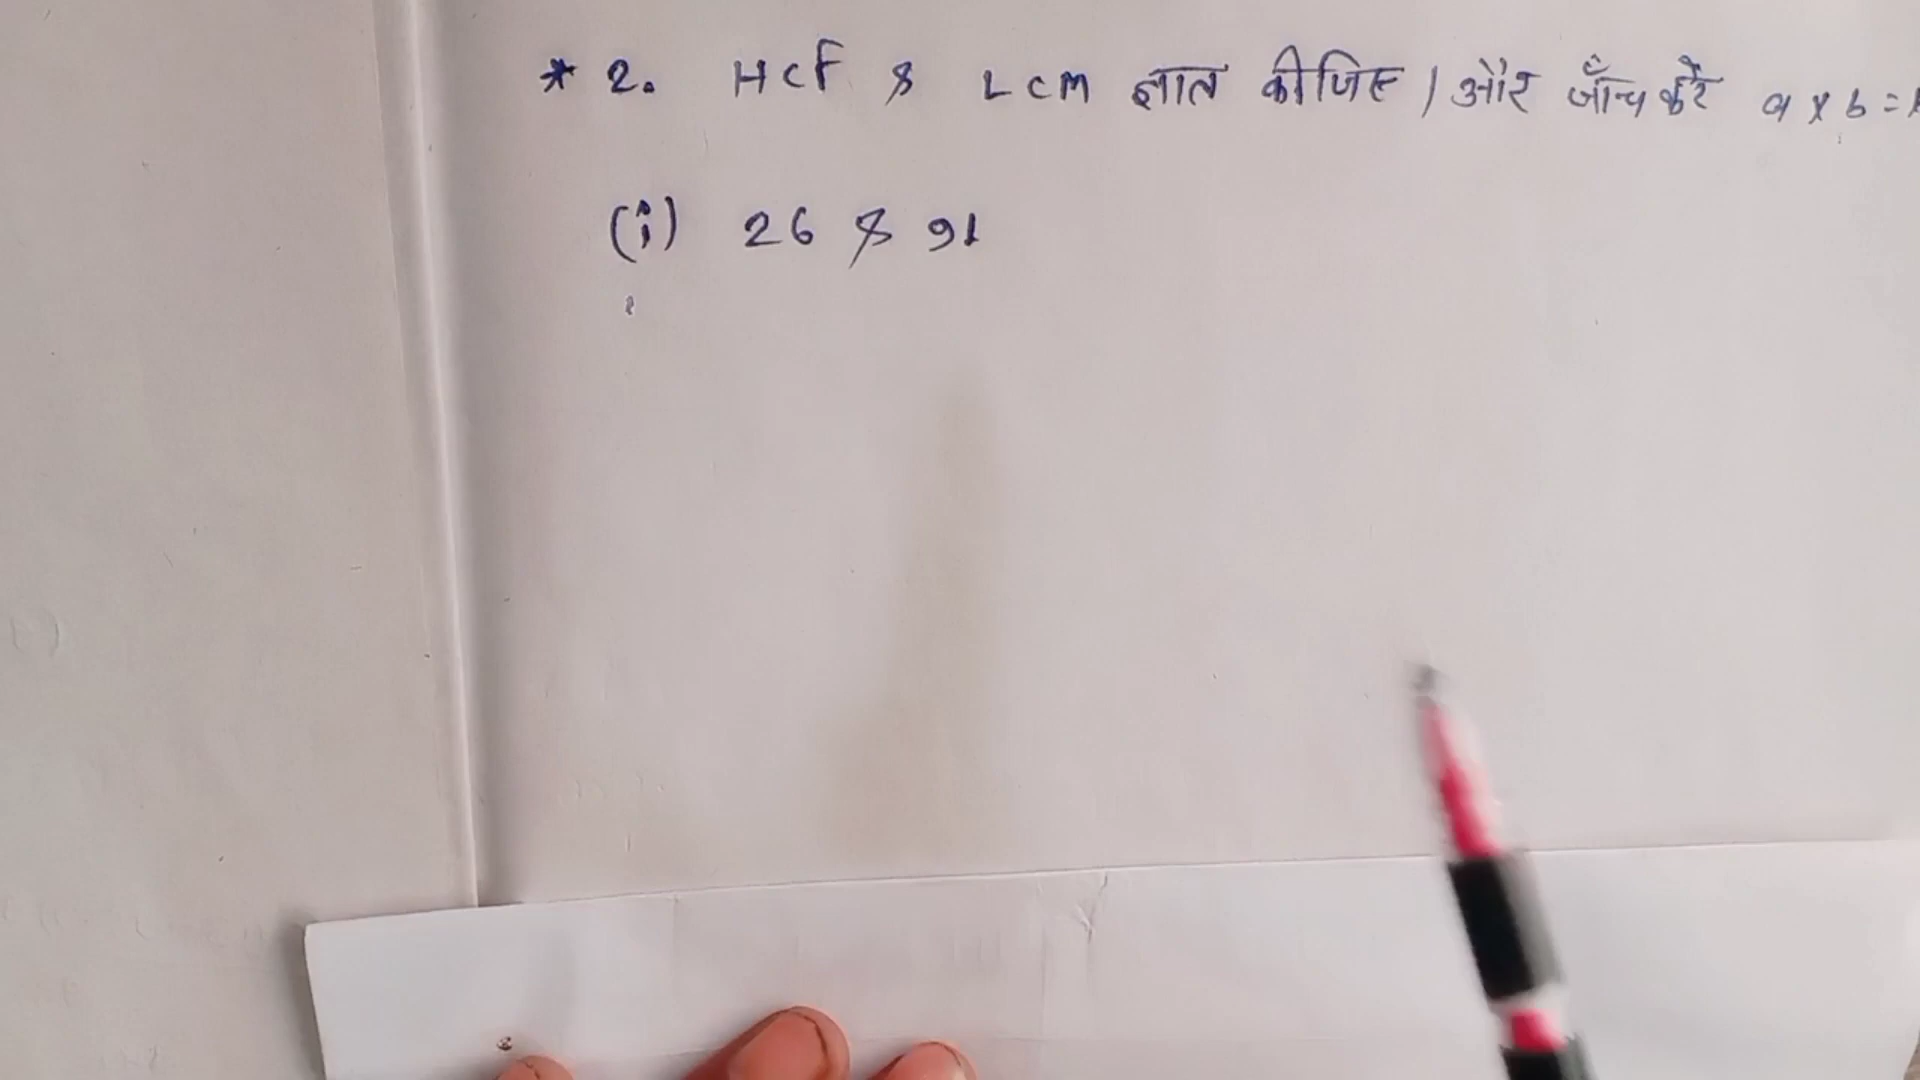 * 2. HCF & LCM ज्ञात कीजिए / और जाँच करें a × b =
(i) 26 & 91